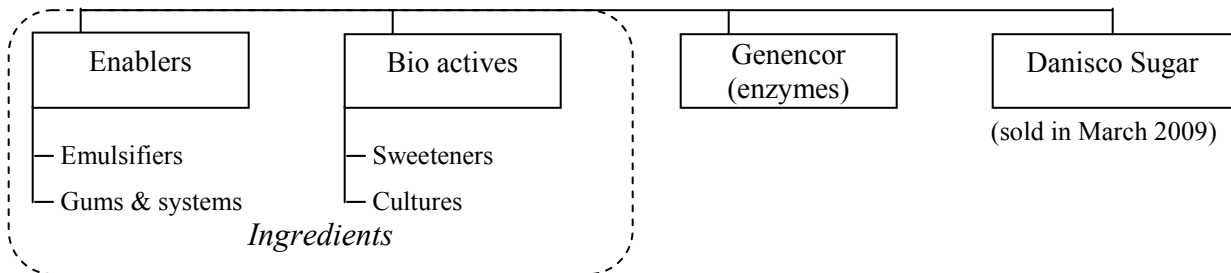 Enablers
Emulsifiers
Gums & systems
Bio actives
Sweeteners
Cultures
Ingredients
Genencor
(enzymes)
Danisco Sugar
(sold in March 2009)